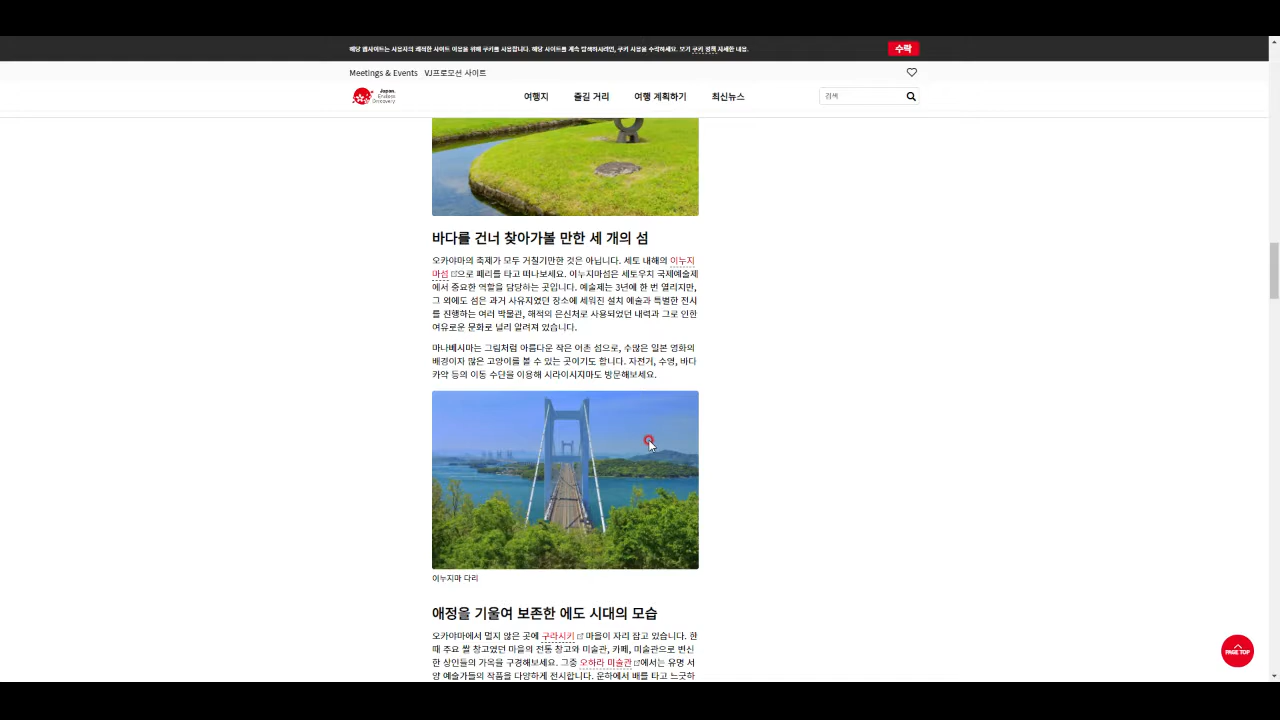 해당 웹사이트는 사용자의 쾌적한 사이트 이용을 위해 쿠키를 사용합니다. 해당 사이트를 계속 탐색하시려면, 쿠키 사용을 수락하세요. 보기 쿠키 정책 자세한 내용.
수락
Meetings & Events VJ프로모션 사이트
Japan.
Endless
Discovery
여행지 즐길 거리 여행 계획하기 최신뉴스 검색
바다를 건너 찾아가볼 만한 세 개의 섬
오카야마의 축제가 모두 거칠기만한 것은 아닙니다. 세토 내해의 이누지
마섬으로 페리를 타고 떠나보세요. 이누지마섬은 세토우치 국제예술제
에서 중요한 역할을 담당하는 곳입니다. 예술제는 3년에 한 번 열리지만,
그 외에도 섬은 과거 사유지였던 장소에 세워진 설치 예술과 특별한 전시
를 진행하는 여러 박물관, 해적의 은신처로 사용되었던 내력과 그로 인한
여유로운 문화로 널리 알려져 있습니다.
마나베시마는 그림처럼 아름다운 작은 어촌 섬으로, 수많은 일본 영화의
배경이자 많은 고양이를 볼 수 있는 곳이기도 합니다. 자전거, 수영, 바다
카약 등의 이동 수단을 이용해 시라이시지마도 방문해보세요.
이누지마 다리
애정을 기울여 보존한 에도 시대의 모습
오카야마에서 멀지 않은 곳에 구라시키 마을이 자리 잡고 있습니다. 한
때 주요 쌀 창고였던 마을의 전통 창고와 미술관, 카페, 미술관으로 변신
한 상인들의 가옥을 구경해보세요. 그중 오하라 미술관에서는 유명 서
양 예술가들의 작품을 다양하게 전시합니다. 운하에서 배를 타고 느긋하
PAGE TOP